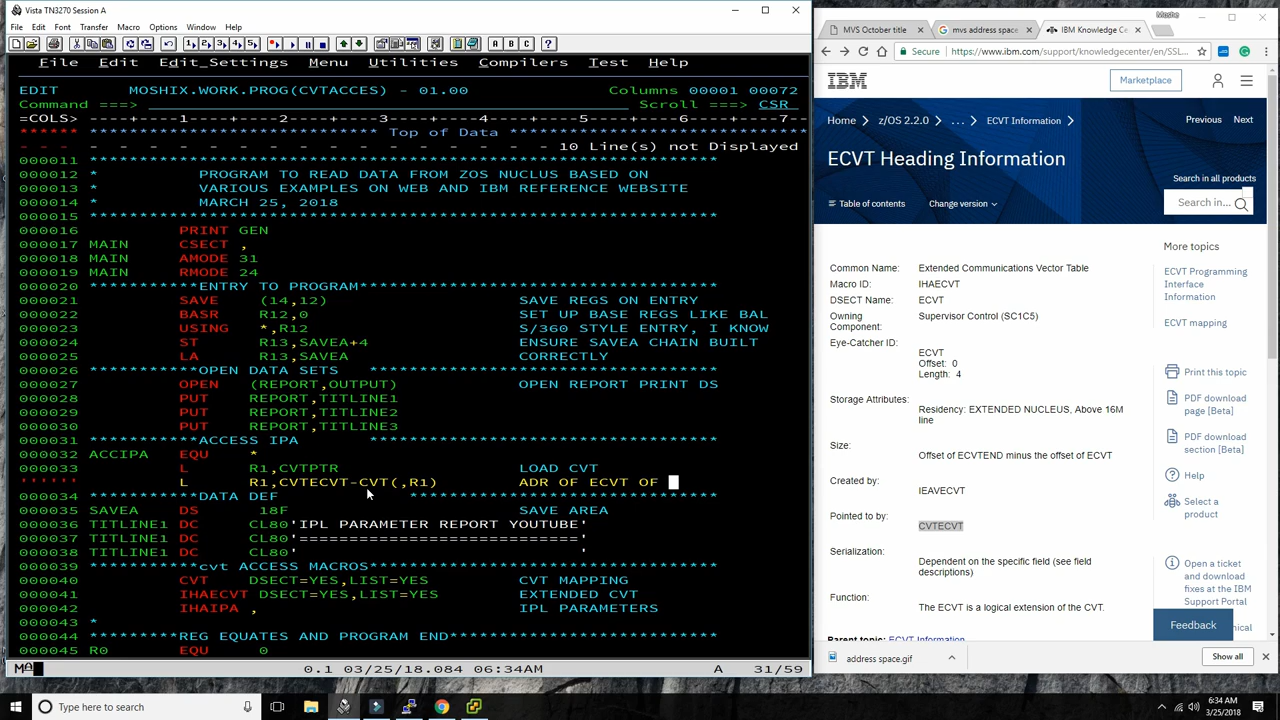 Vista TN3270 Session A
File Edit Font Transfer Macro Options Window Help
File Edit Edit_Settings Menu Utilities Compilers Test Help
EDIT MOSHIX.WORK.PROG(CVTACCES) - 01.00 Columns 00001 00072
Command ===> Scroll ===> CSR
=COLS> ----+----1----+----2----+----3----+----4----+----5----+----6----+----7--
****** ***************************** Top of Data ******************************
- - - - - - - - - - - - - - - - - - - - - - - - 10 Line(s) not Displayed
000011 ***************************************************************
000012 * PROGRAM TO READ DATA FROM ZOS NUCLUS BASED ON
000013 * VARIOUS EXAMPLES ON WEB AND IBM REFERENCE WEBSITE
000014 * MARCH 25, 2018
000015 ***************************************************************
000016 PRINT GEN
000017 MAIN CSECT ,
000018 MAIN AMODE 31
000019 MAIN RMODE 24
000020 ***********ENTRY TO PROGRAM************************************
000021 SAVE (14,12) SAVE REGS ON ENTRY
000022 BASR R12,0 SET UP BASE REGS LIKE BAL
000023 USING *,R12 S/360 STYLE ENTRY, I KNOW
000024 ST R13,SAVEA+4 ENSURE SAVEA CHAIN BUILT
000025 LA R13,SAVEA CORRECTLY
000026 ***********OPEN DATA SETS ***********************************
000027 OPEN (REPORT,OUTPUT) OPEN REPORT PRINT DS
000028 PUT REPORT,TITLINE1
000029 PUT REPORT,TITLINE2
000030 PUT REPORT,TITLINE3
000031 ***********ACCESS IPA ***********************************
000032 ACCIPA EQU *
000033 L R1,CVTPTR LOAD CVT
'''''' L R1,CVTECVT-CVT(,R1) ADR OF ECVT OF
000034 ***********DATA DEF ***********************************
000035 SAVEA DS 18F SAVE AREA
000036 TITLINE1 DC CL80'IPL PARAMETER REPORT YOUTUBE'
000037 TITLINE1 DC CL80'============================'
000038 TITLINE1 DC CL80' '
000039 ***********cvt ACCESS MACROS***********************************
000040 CVT DSECT=YES,LIST=YES CVT MAPPING
000041 IHAECVT DSECT=YES,LIST=YES EXTENDED CVT
000042 IHAIPA , IPL PARAMETERS
000043 *
000044 ***********REG EQUATES AND PROGRAM END*************************
000045 R0 EQU 0
0.1 03/25/18.084 06:34AM A 31/59
Moshe
MVS October title
mvs address space
IBM Knowledge Ce
Secure
https://www.ibm.com/support/knowledgecenter/en/SSL
IBM
Marketplace
Home > z/OS 2.2.0 > ... > ECVT Information >
Previous Next
ECVT Heading Information
Search in all products
Table of contents Change version
Search in...
Common Name: Extended Communications Vector Table
Macro ID: IHAECVT
DSECT Name: ECVT
Owning Component: Supervisor Control (SC1C5)
Eye-Catcher ID:
ECVT
Offset: 0
Length: 4
Storage Attributes:
Residency: EXTENDED NUCLEUS, Above 16M
line
Size:
Offset of ECVTEND minus the offset of ECVT
Created by:
IEAVECVT
Pointed to by:
CVTECVT
Serialization:
Dependent on the specific field (see field
descriptions)
Function:
The ECVT is a logical extension of the CVT.
Parent topic: ECVT Information
More topics
ECVT Programming
Interface
Information
ECVT mapping
Print this topic
PDF download
page [Beta]
PDF download
section [Beta]
Help
Select a
product
Open a ticket
and download
fixes at the IBM
Support Portal
Feedback
address space.gif
Show all
Type here to search
6:34 AM
3/25/2018